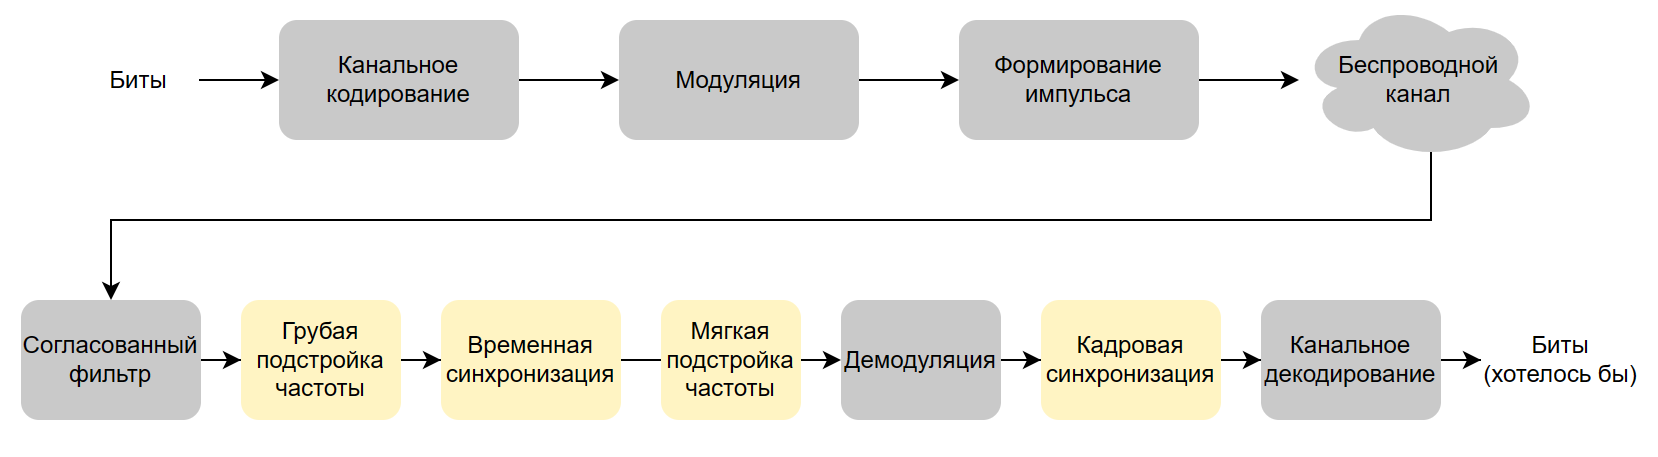 Биты
Канальное
кодирование
Модуляция
Формирование
импульса
Беспроводной
канал
Согласованный
фильтр
Грубая
подстройка
частоты
Временная
синхронизация
Мягкая
подстройка
частоты
Демодуляция
Кадровая
синхронизация
Канальное
декодирование
Биты
(хотелось бы)